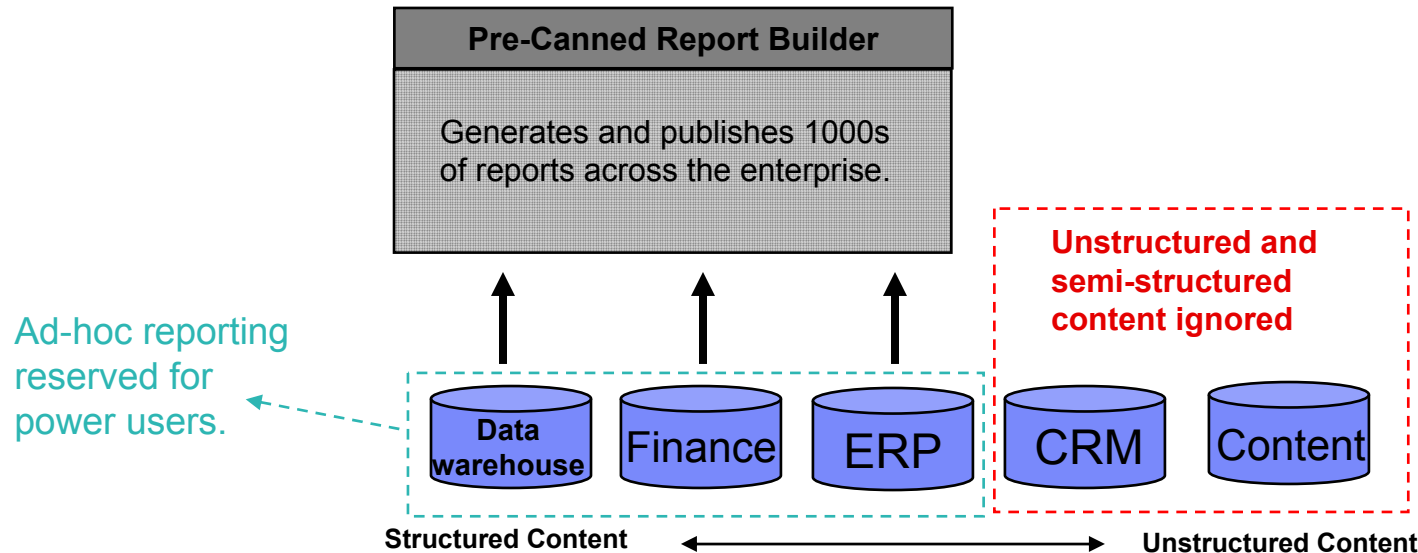 Pre-Canned Report Builder
Generates and publishes 1000s
of reports across the enterprise.
Unstructured and
semi-structured
content ignored
Ad-hoc reporting
reserved for
power users.
Data
warehouse
Finance
ERP
CRM
Content
Structured Content
Unstructured Content